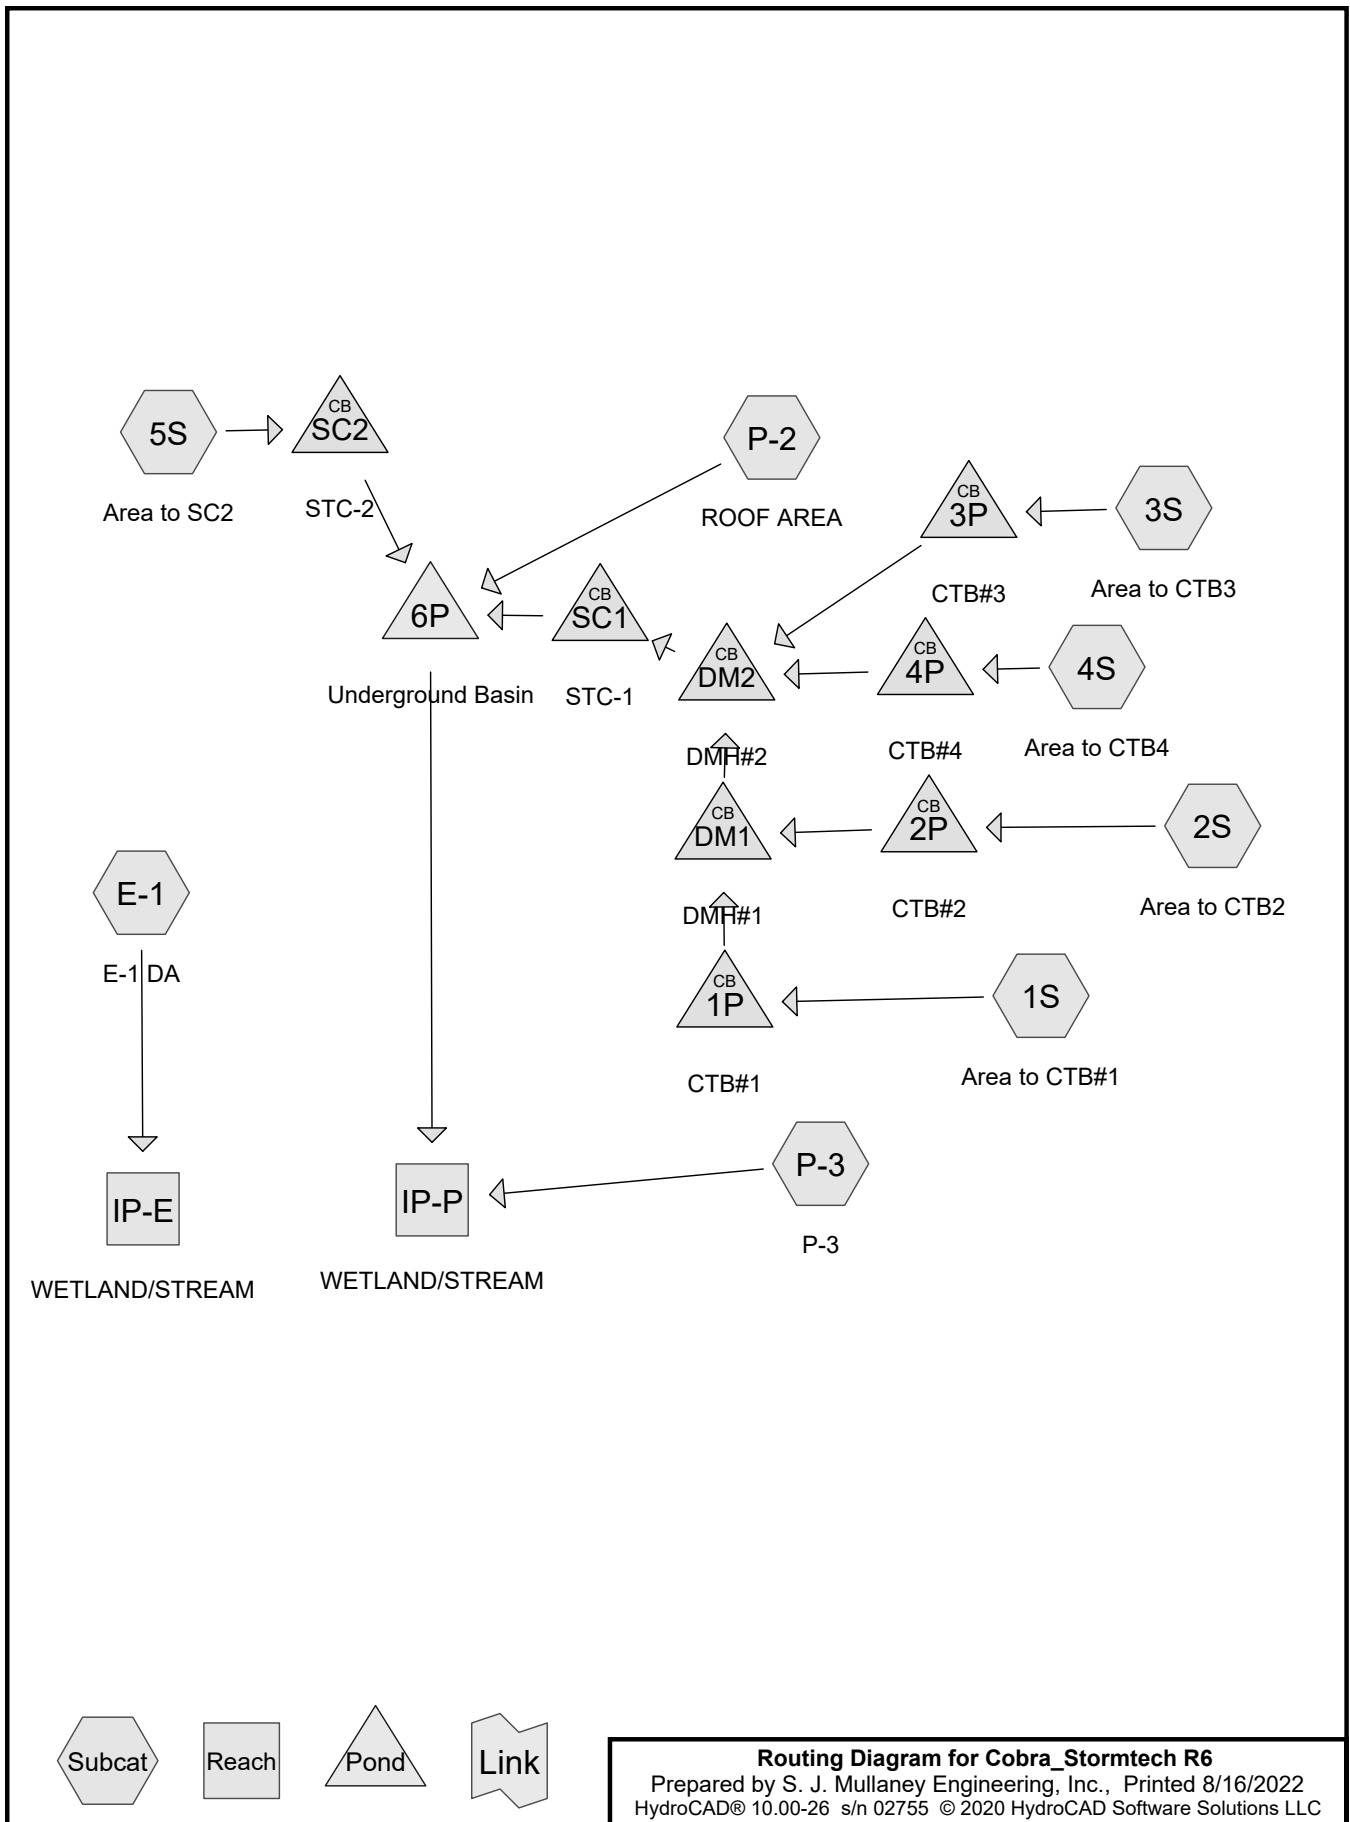 5S
Area to SC2
CB
SC2
STC-2
P-2
ROOF AREA
CB
3P
CTB#3
3S
Area to CTB3
6P
Underground Basin
CB
SC1
STC-1
CB
DM2
DMH#2
CB
4P
CTB#4
4S
Area to CTB4
CB
DM1
DMH#1
CB
2P
CTB#2
2S
Area to CTB2
E-1
E-1 DA
CB
1P
CTB#1
1S
Area to CTB#1
IP-E
WETLAND/STREAM
IP-P
WETLAND/STREAM
P-3
P-3
Subcat
Reach
Pond
Link
Routing Diagram for Cobra_Stormtech R6
Prepared by S. J. Mullaney Engineering, Inc., Printed 8/16/2022
HydroCAD® 10.00-26 s/n 02755 © 2020 HydroCAD Software Solutions LLC